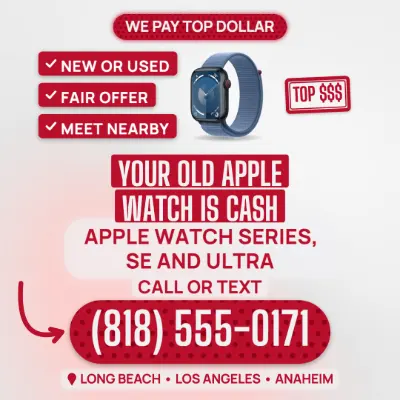 WE PAY TOP DOLLAR
NEW OR USED
FAIR OFFER
MEET NEARBY
TOP $$$
YOUR OLD APPLE
WATCH IS CASH
APPLE WATCH SERIES,
SE AND ULTRA
CALL OR TEXT
(818) 555-0171
LONG BEACH • LOS ANGELES • ANAHEIM